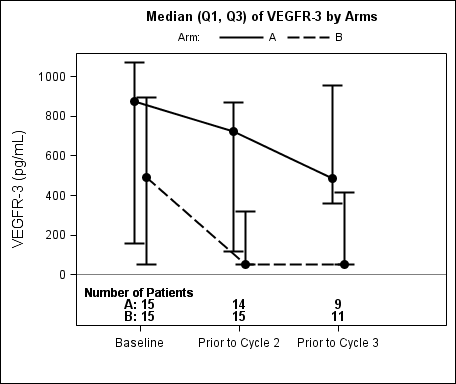 Median (Q1, Q3) of VEGFR-3 by Arms
Arm: A B
VEGFR-3 (pg/mL)
1000
800
600
400
200
0
Number of Patients
A: 15 14 9
B: 15 15 11
Baseline Prior to Cycle 2 Prior to Cycle 3